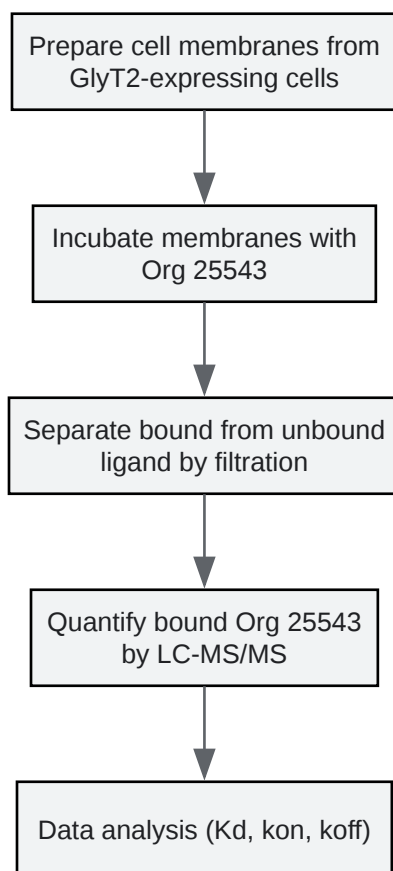 Prepare cell membranes from
GlyT2-expressing cells
Incubate membranes with
Org 25543
Separate bound from unbound
ligand by filtration
Quantify bound Org 25543
by LC-MS/MS
Data analysis (Kd, kon, koff)